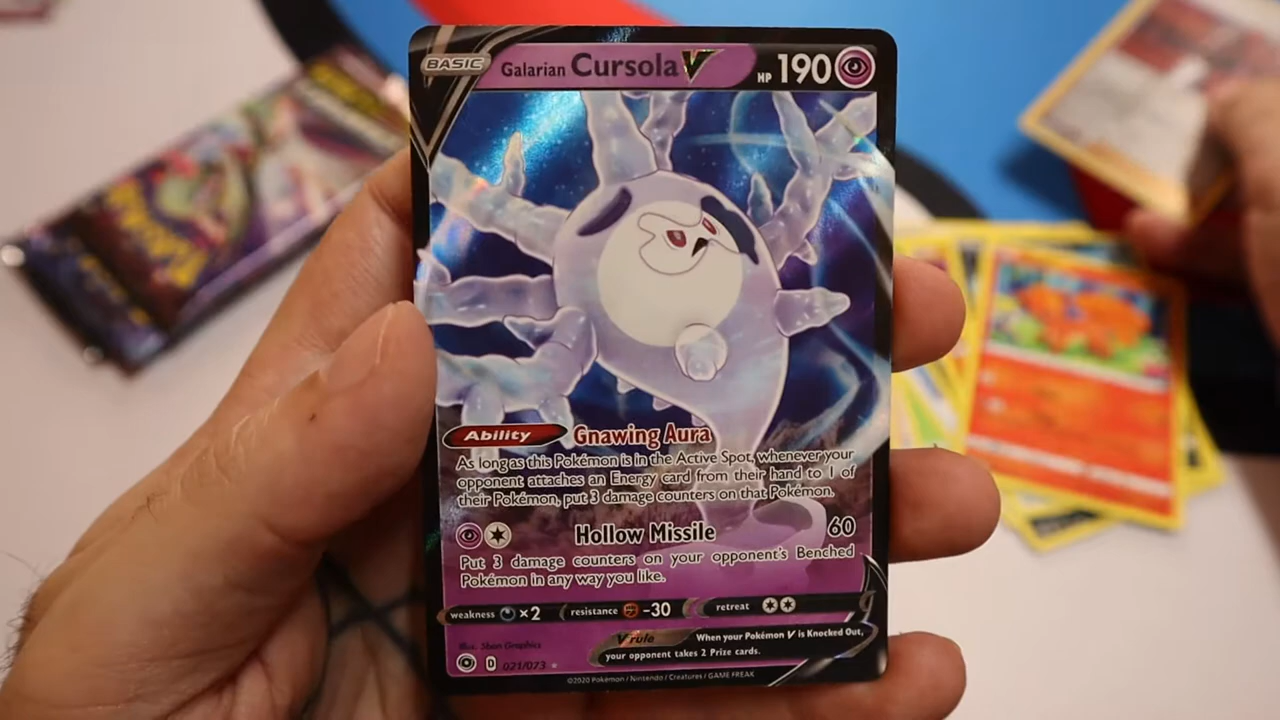 BASIC
Galarian Cursola V HP 190
Ability Gnawing Aura
As long as this Pokémon is in the Active Spot, whenever your
opponent attaches an Energy card from their hand to 1 of
their Pokémon, put 3 damage counters on that Pokémon.
Hollow Missile 60
Put 3 damage counters on your opponent's Benched
Pokémon in any way you like.
weakness ×2 resistance -30 retreat
Illus. 5ban Graphics
V rule When your Pokémon V is Knocked Out,
your opponent takes 2 Prize cards.
D 021/073
©2020 Pokémon / Nintendo / Creatures / GAME FREAK